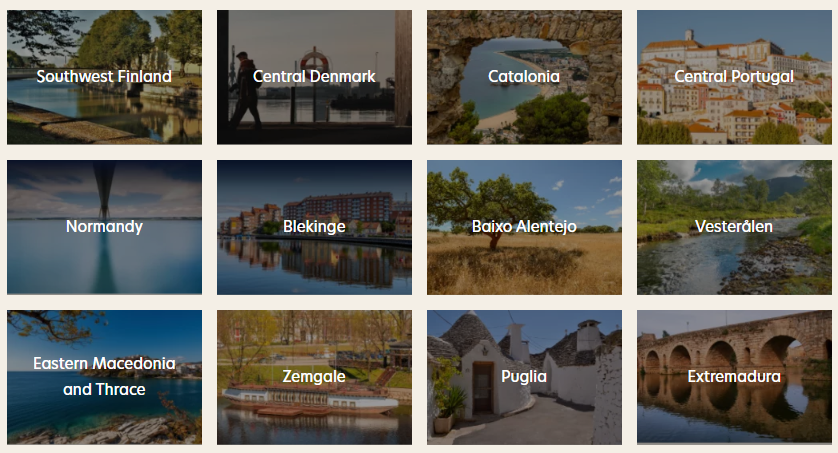 Southwest Finland
Central Denmark
Catalonia
Central Portugal
Normandy
Blekinge
Baixo Alentejo
Vesterålen
Eastern Macedonia
and Thrace
Zemgale
Puglia
Extremadura